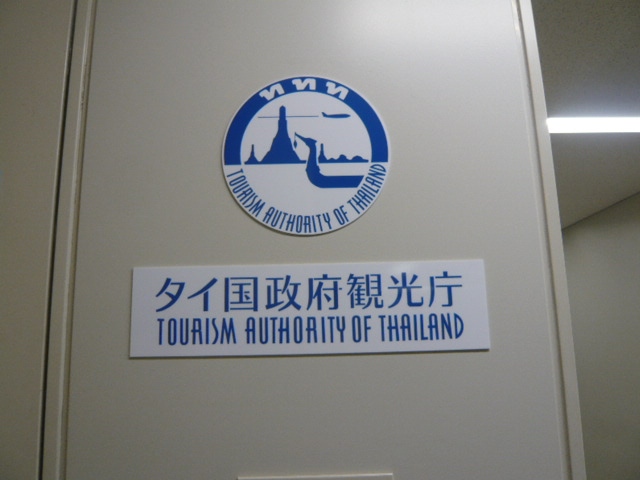 ททท
TOURISM AUTHORITY OF THAILAND
タイ国政府観光庁
TOURISM AUTHORITY OF THAILAND